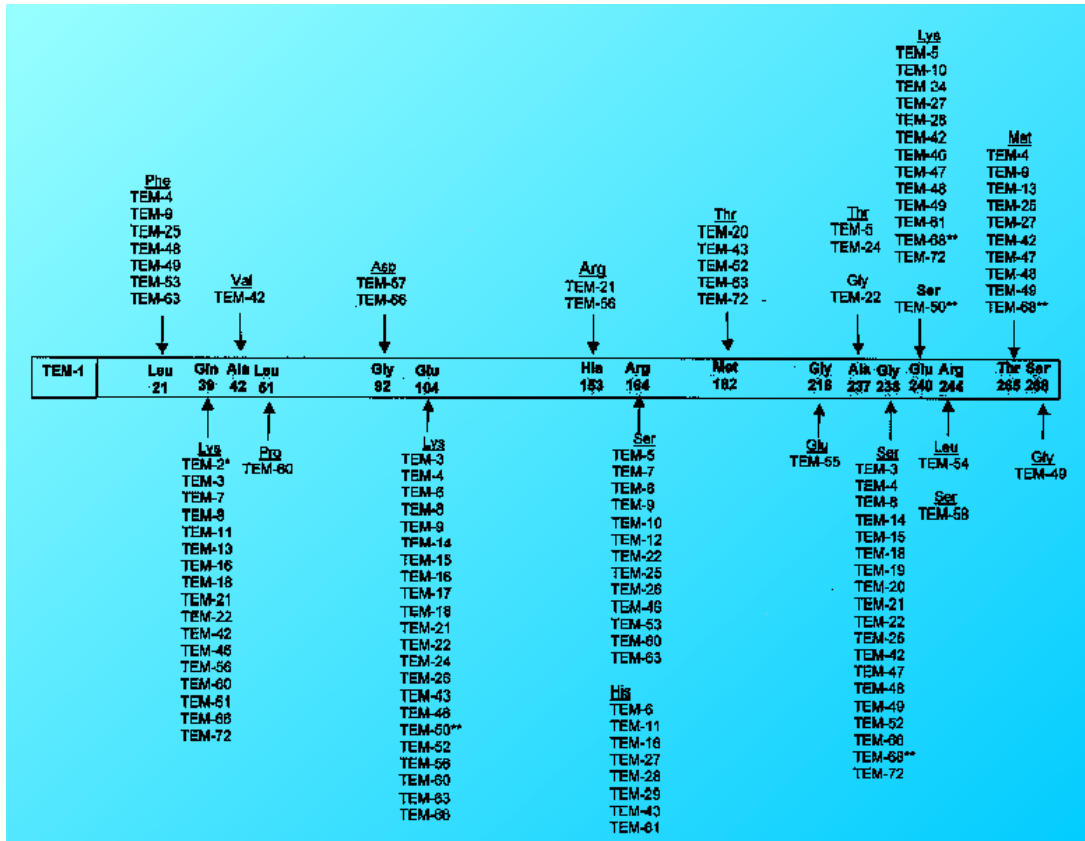 Phe
TEM-4
TEM-9
TEM-25
TEM-48
TEM-49
TEM-53
TEM-63
Val
TEM-42
Asp
TEM-57
TEM-66
Arg
TEM-21
TEM-56
Thr
TEM-20
TEM-43
TEM-52
TEM-63
TEM-72
Thr
TEM-5
TEM-24
Gly
TEM-22
Lys
TEM-5
TEM-10
TEM-24
TEM-27
TEM-28
TEM-42
TEM-46
TEM-47
TEM-48
TEM-49
TEM-61
TEM-68**
TEM-72
Ser
TEM-50**
Met
TEM-4
TEM-9
TEM-13
TEM-25
TEM-27
TEM-42
TEM-47
TEM-48
TEM-49
TEM-68**
TEM-1 Leu Gln Ala Leu Gly Glu His Arg Met Gly Ala Gly Glu Arg Thr Ser
21 39 42 51 92 104 153 164 182 218 237 238 240 244 265 268
Lys
TEM-2*
TEM-3
TEM-7
TEM-8
TEM-11
TEM-13
TEM-16
TEM-18
TEM-21
TEM-22
TEM-42
TEM-46
TEM-56
TEM-60
TEM-61
TEM-66
TEM-72
Pro
TEM-60
Lys
TEM-3
TEM-4
TEM-6
TEM-8
TEM-9
TEM-14
TEM-15
TEM-16
TEM-17
TEM-18
TEM-21
TEM-22
TEM-24
TEM-26
TEM-43
TEM-46
TEM-50**
TEM-52
TEM-56
TEM-60
TEM-63
TEM-66
Ser
TEM-5
TEM-7
TEM-8
TEM-9
TEM-10
TEM-12
TEM-22
TEM-25
TEM-26
TEM-46
TEM-53
TEM-60
TEM-63
His
TEM-6
TEM-11
TEM-16
TEM-27
TEM-28
TEM-29
TEM-43
TEM-61
Glu
TEM-55
Ser
TEM-3
TEM-4
TEM-8
TEM-14
TEM-15
TEM-18
TEM-19
TEM-20
TEM-21
TEM-22
TEM-25
TEM-42
TEM-47
TEM-48
TEM-49
TEM-52
TEM-66
TEM-68**
TEM-72
Leu
TEM-54
Ser
TEM-58
Gly
TEM-49